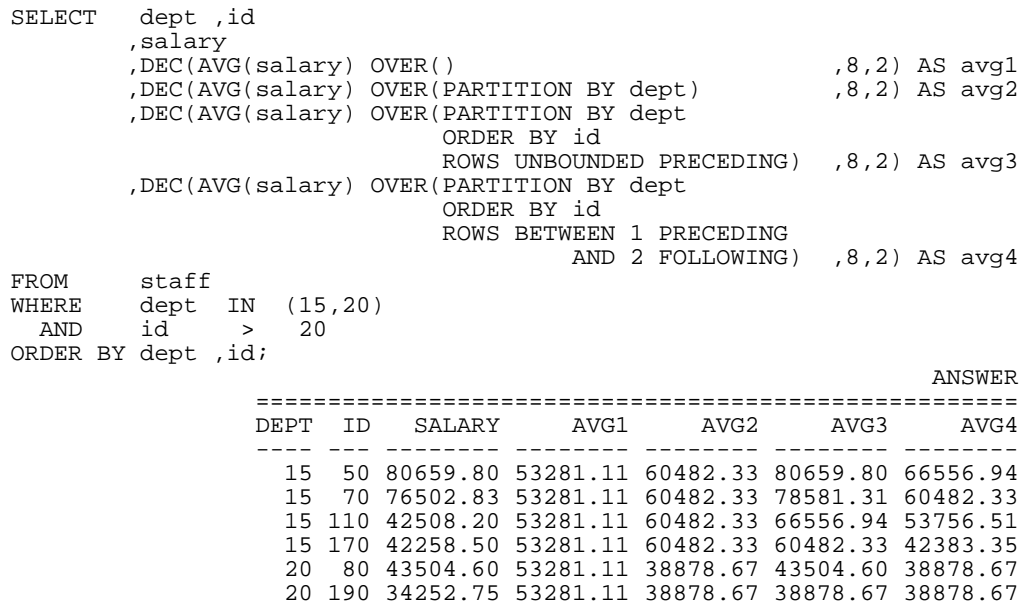 SELECT   dept ,id
        ,salary
        ,DEC(AVG(salary) OVER()                          ,8,2) AS avg1
        ,DEC(AVG(salary) OVER(PARTITION BY dept)         ,8,2) AS avg2
        ,DEC(AVG(salary) OVER(PARTITION BY dept
                              ORDER BY id
                              ROWS UNBOUNDED PRECEDING)  ,8,2) AS avg3
        ,DEC(AVG(salary) OVER(PARTITION BY dept
                              ORDER BY id
                              ROWS BETWEEN 1 PRECEDING
                                       AND 2 FOLLOWING)  ,8,2) AS avg4
FROM     staff
WHERE    dept  IN  (15,20)
  AND    id     >   20
ORDER BY dept ,id;
                                                                ANSWER
                 =====================================================
                 DEPT  ID   SALARY     AVG1     AVG2     AVG3     AVG4
                 ---- --- -------- -------- -------- -------- --------
                   15  50 80659.80 53281.11 60482.33 80659.80 66556.94
                   15  70 76502.83 53281.11 60482.33 78581.31 60482.33
                   15 110 42508.20 53281.11 60482.33 66556.94 53756.51
                   15 170 42258.50 53281.11 60482.33 60482.33 42383.35
                   20  80 43504.60 53281.11 38878.67 43504.60 38878.67
                   20 190 34252.75 53281.11 38878.67 38878.67 38878.67